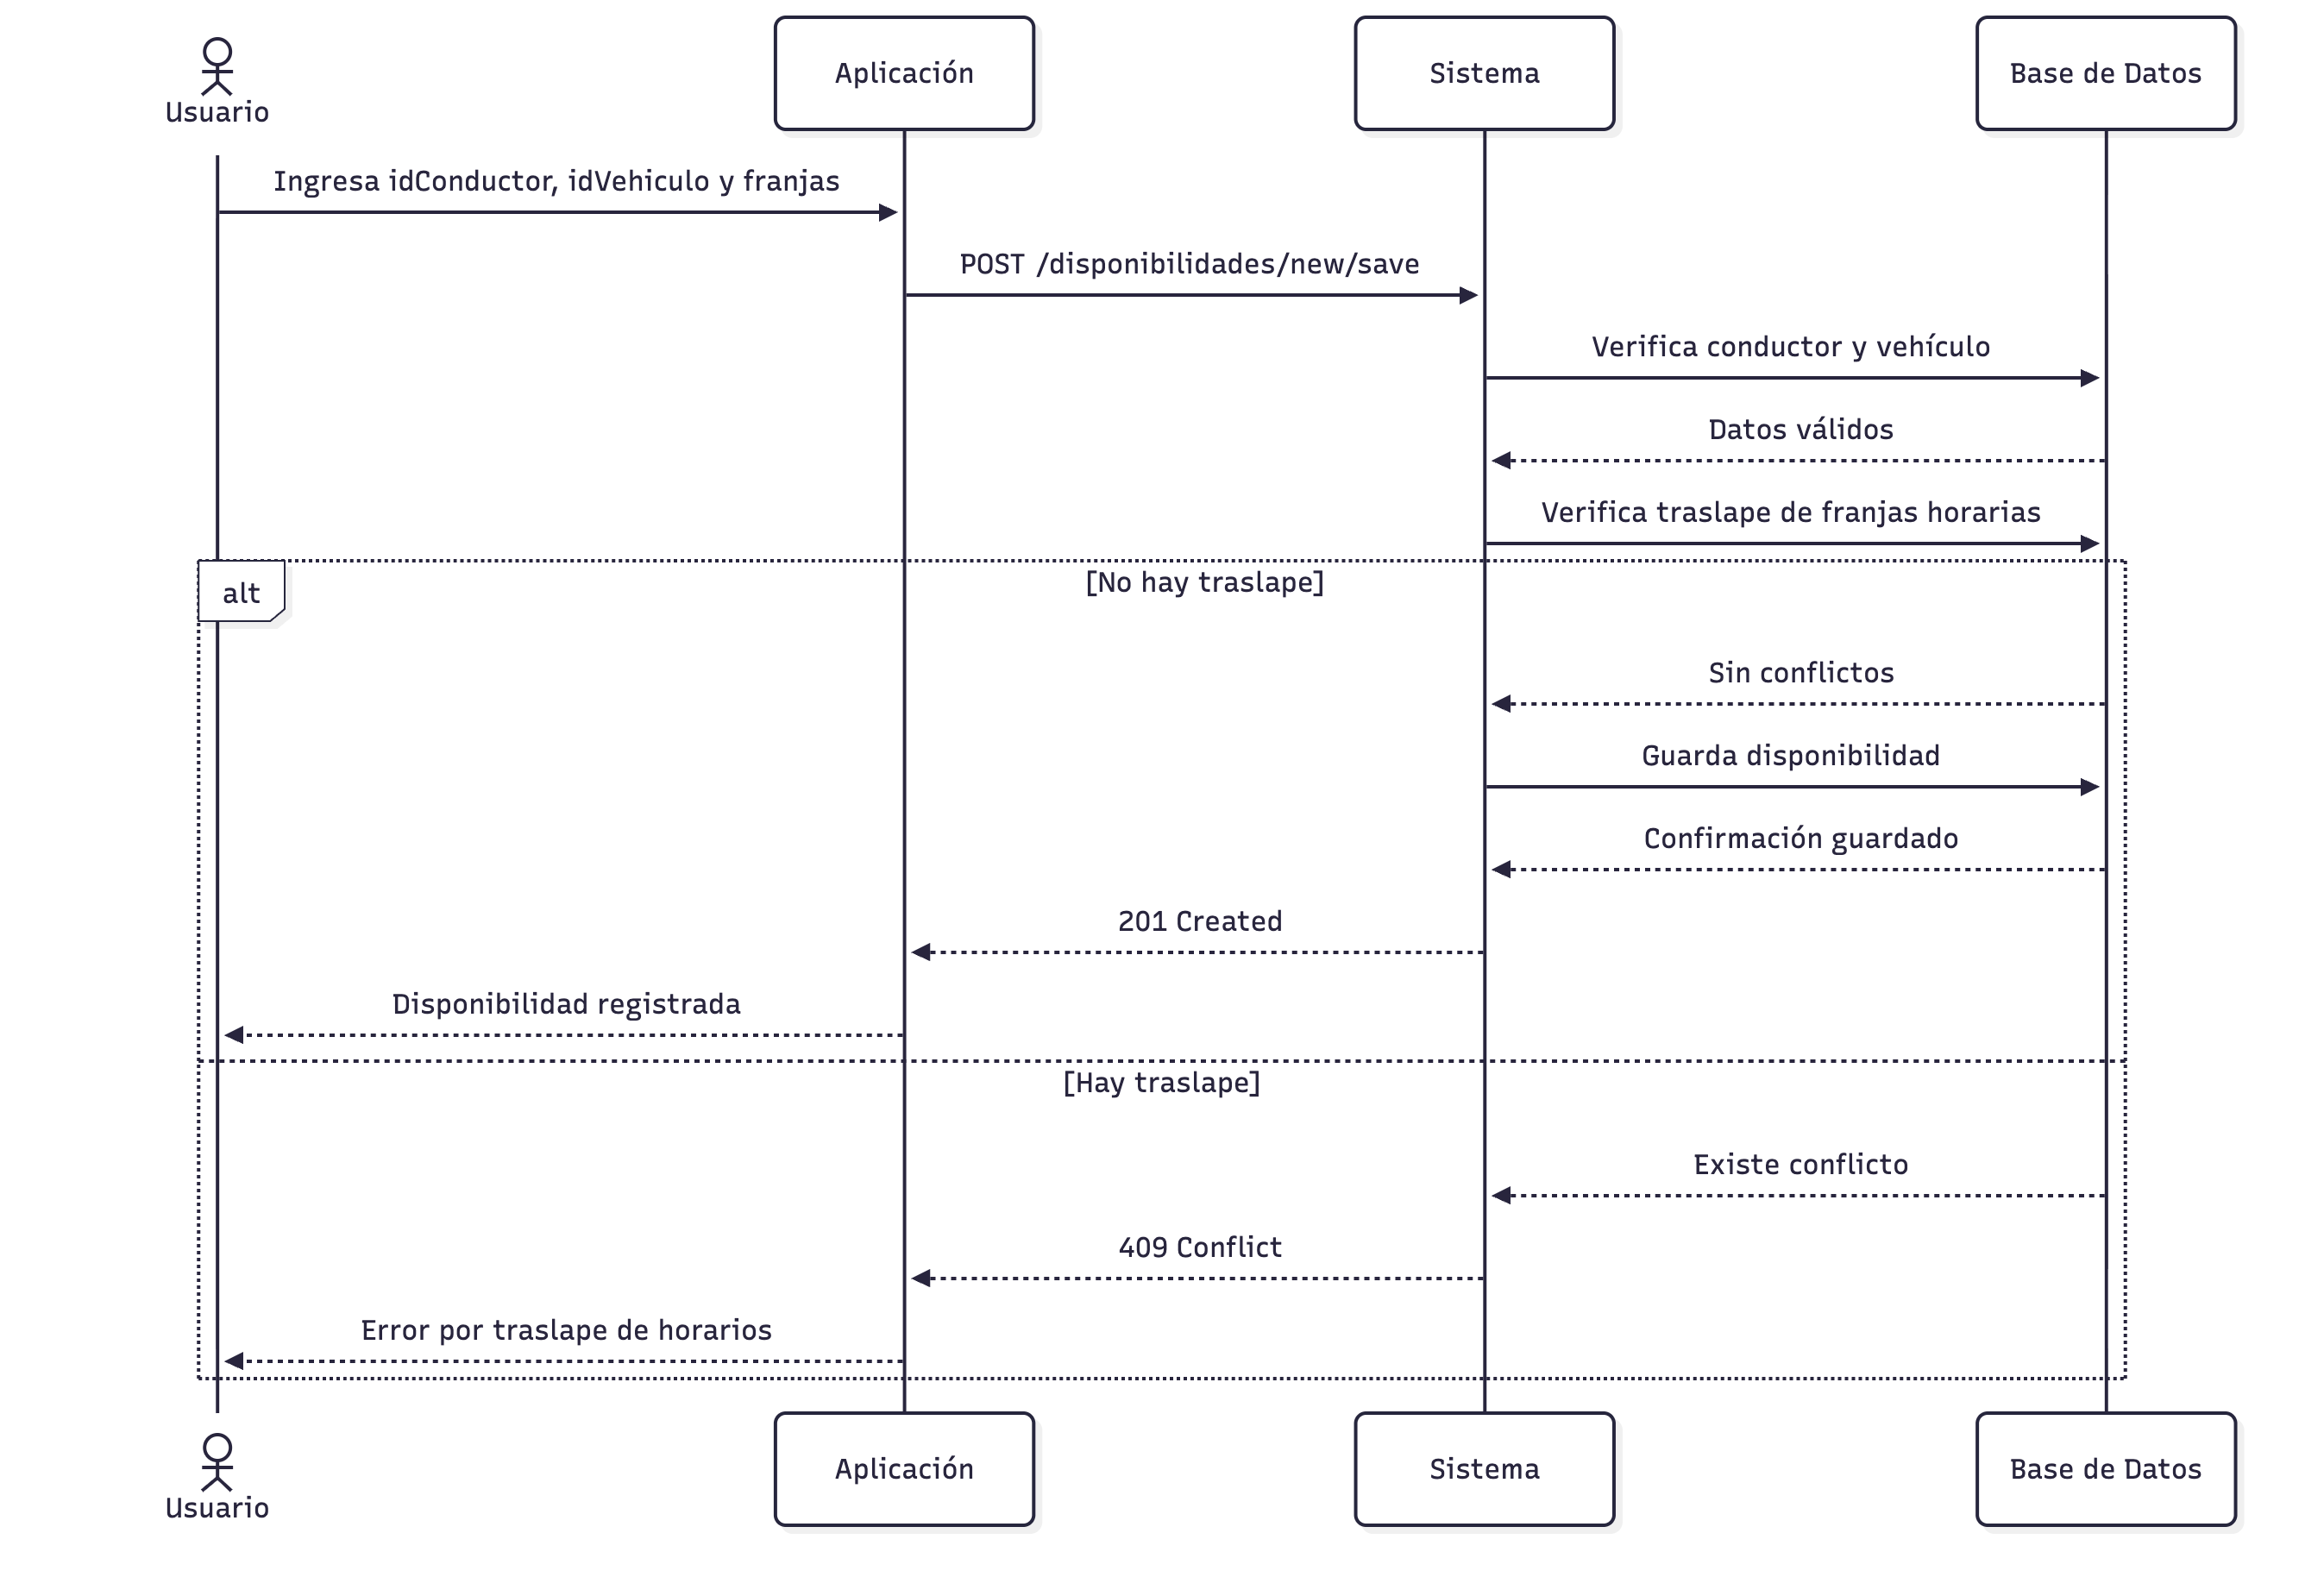 Usuario
Aplicación
Sistema
Base de Datos
Ingresa idConductor, idVehiculo y franjas
POST /disponibilidades/new/save
Verifica conductor y vehículo
Datos válidos
Verifica traslape de franjas horarias
alt
[No hay traslape]
Sin conflictos
Guarda disponibilidad
Confirmación guardado
201 Created
Disponibilidad registrada
[Hay traslape]
Existe conflicto
409 Conflict
Error por traslape de horarios
Usuario
Aplicación
Sistema
Base de Datos